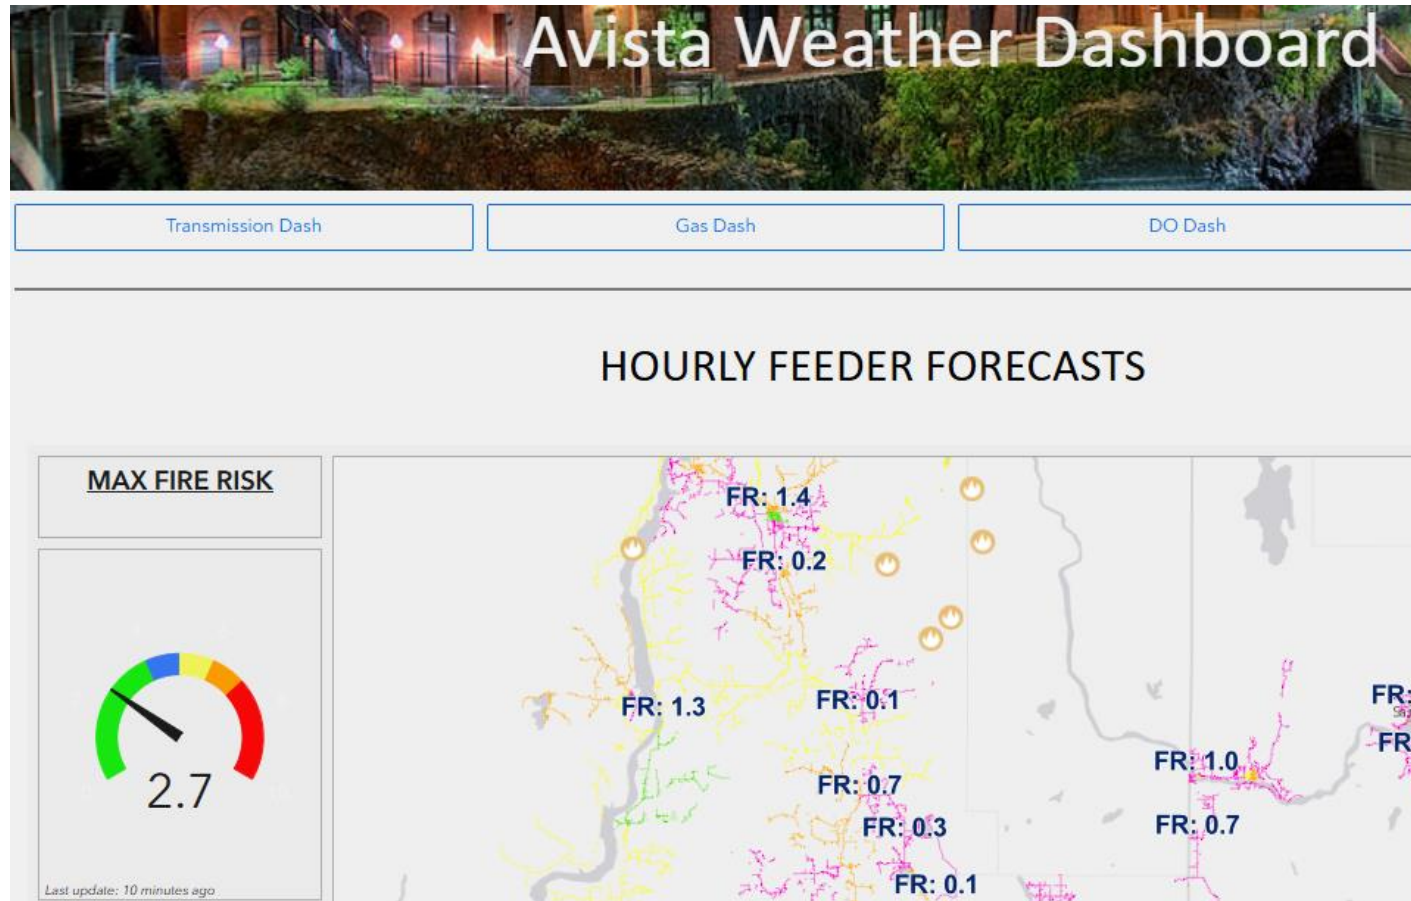 Avista Weather Dashboard
Transmission Dash
Gas Dash
DO Dash
HOURLY FEEDER FORECASTS
MAX FIRE RISK
2.7
Last update: 10 minutes ago
FR: 1.4
FR: 0.2
FR: 1.3
FR: 0.1
FR:
FR
FR: 1.0
FR: 0.7
FR: 0.3
FR: 0.7
FR: 0.1